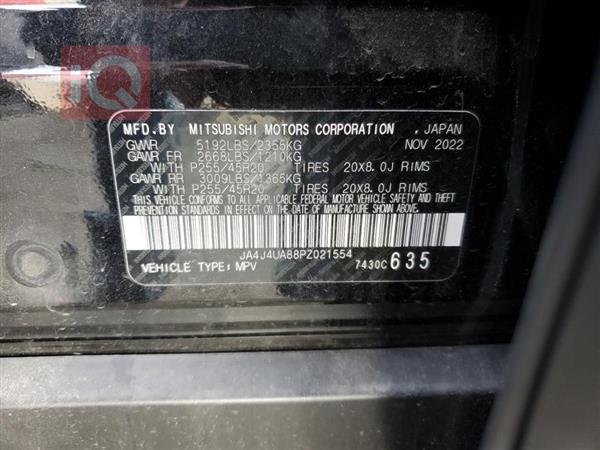 iQ
MFD.BY MITSUBISHI MOTORS CORPORATION , JAPAN
GVWR 5192LBS/2355KG NOV 2022
GAWR FR 2668LBS/1210KG
WITH P255/45R20 TIRES 20X8.0J RIMS
GAWR RR 3009LBS/1365KG
WITH P255/45R20 TIRES 20X8.0J RIMS
THIS VEHICLE CONFORMS TO ALL APPLICABLE FEDERAL MOTOR
VEHICLE SAFETY AND THEFT PREVENTION STANDARDS IN EFFECT
ON THE DATE OF MANUFACTURE SHOWN ABOVE.
JA4J4UA88PZ021554
VEHICLE TYPE: MPV 7430C635